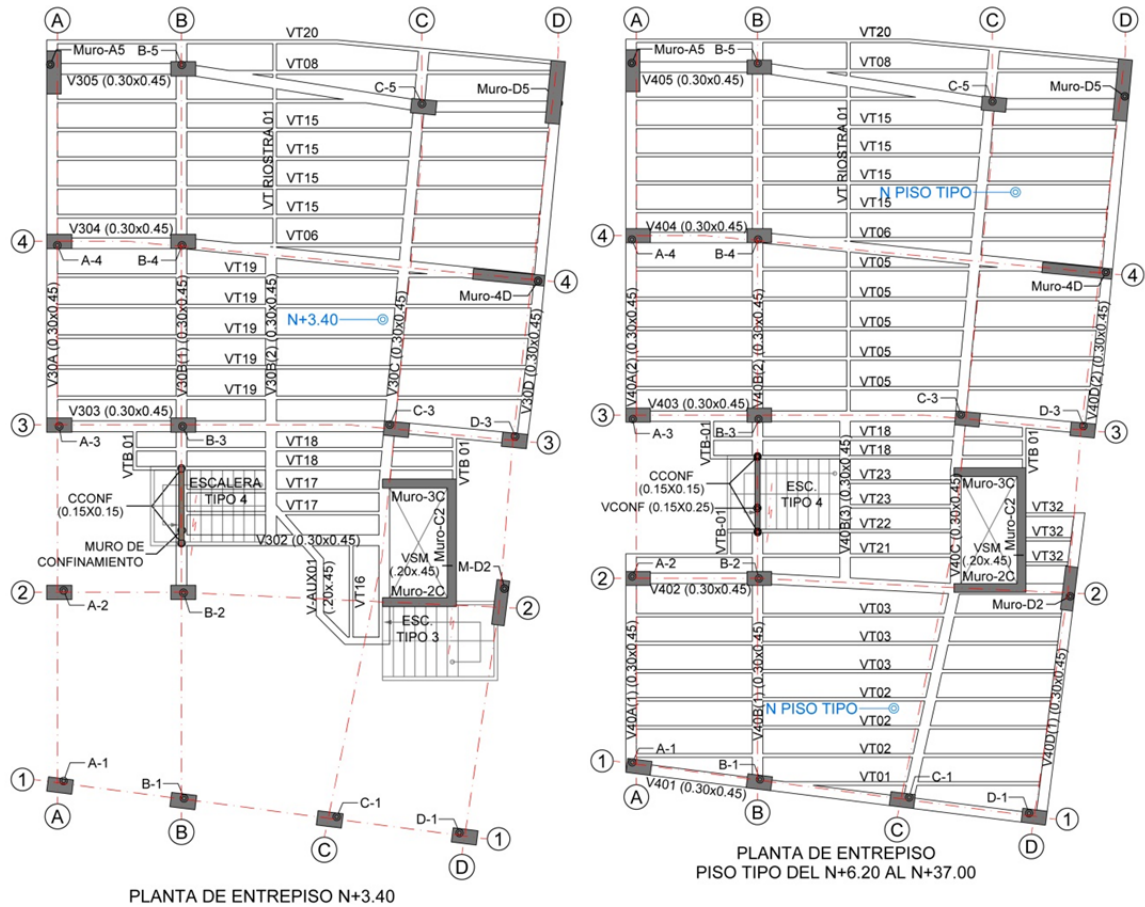 A
B
C
D
VT20
Muro-A5
B-5
VT08
V305 (0.30x0.45)
C-5
Muro-D5
VT15
VT RIOSTRA 01
VT15
VT15
VT15
V304 (0.30x0.45)
VT06
4
A-4
B-4
VT19
Muro-4D
4
VT19
N+3.40
V30A (0.30x0.45)
V30B(1) (0.30x0.45)
V30B(2) (0.30x0.45)
V30C (0.30x0.45)
V30D (0.30x0.45)
VT19
VT19
VT19
V303 (0.30x0.45)
C-3
D-3
3
A-3
B-3
VT18
3
VTB 01
VT18
VTB 01
ESCALERA
TIPO 4
VT17
CCONF
(0.15X0.15)
VT17
Muro-3C
Muro-C2
MURO DE
CONFINAMIENTO
V302 (0.30x0.45)
VSM
(.20x.45)
M-D2
V-AUX01
(.20x.45)
VT16
Muro-2C
2
A-2
B-2
2
ESC.
TIPO 3
1
A-1
B-1
C-1
D-1
1
A
B
C
D
PLANTA DE ENTREPISO N+3.40
A
B
C
D
VT20
Muro-A5
B-5
VT08
V405 (0.30x0.45)
C-5
Muro-D5
VT15
VT RIOSTRA 01
VT15
VT15
N PISO TIPO
VT15
V404 (0.30x0.45)
VT06
4
A-4
B-4
VT05
Muro-4D
4
VT05
V40A(2) (0.30x0.45)
V40B(2) (0.30x0.45)
V40D(2) (0.30x0.45)
VT05
VT05
VT05
V403 (0.30x0.45)
C-3
D-3
3
A-3
B-3
VT18
3
VTB-01
VT18
VTB 01
CCONF
(0.15X0.15)
ESC.
TIPO 4
VT23
Muro-3C
VCONF (0.15X0.25)
VT23
Muro-C2
VT32
VT22
VT32
VTB-01
V40B(3) (0.30x0.45)
V40C (0.30x0.45)
VT21
VSM
(.20x.45)
VT32
2
A-2
B-2
Muro-2C
2
V402 (0.30x0.45)
Muro-D2
VT03
VT03
VT03
V40A(1) (0.30x0.45)
V40B(1) (0.30x0.45)
V40D(1) (0.30x0.45)
VT02
N PISO TIPO
VT02
VT02
1
A-1
B-1
VT01
C-1
V401 (0.30x0.45)
D-1
1
A
B
C
D
PLANTA DE ENTREPISO
PISO TIPO DEL N+6.20 AL N+37.00